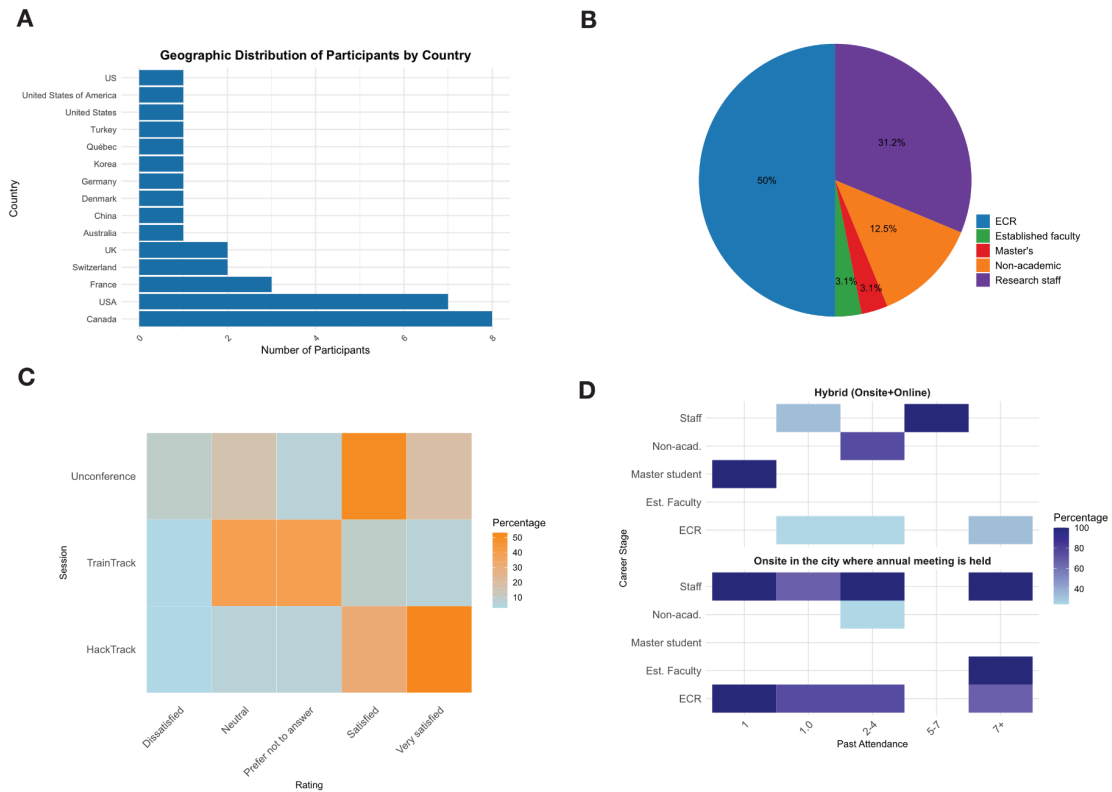 A
Geographic Distribution of Participants by Country
Country
US
United States of America
United States
Turkey
Québec
Korea
Germany
Denmark
China
Australia
UK
Switzerland
France
USA
Canada
0 2 4 6 8
Number of Participants
B
50%
31.2%
12.5%
3.1%
3.1%
ECR
Established faculty
Master's
Non-academic
Research staff
C
Session
Unconference
TrainTrack
HackTrack
Dissatisfied Neutral Prefer not to answer Satisfied Very satisfied
Rating
Percentage
50
40
30
20
10
D
Hybrid (Onsite+Online)
Staff
Non-acad.
Master student
Est. Faculty
ECR
Onsite in the city where annual meeting is held
Staff
Non-acad.
Master student
Est. Faculty
ECR
Career Stage
1 1.0 2-4 5-7 7+
Past Attendance
Percentage
100
80
60
40